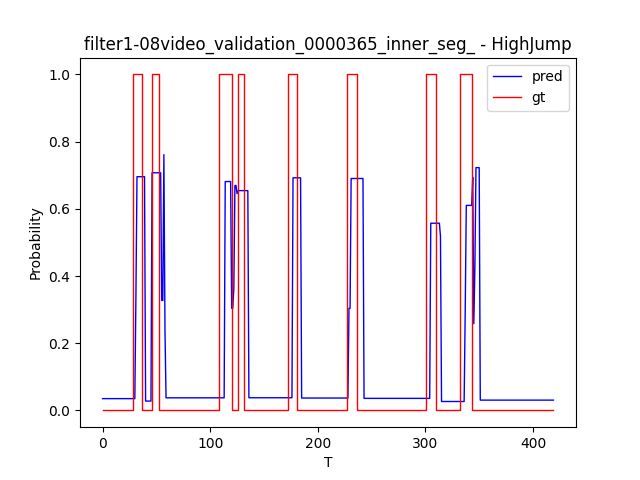 filter1-08video_validation_0000365_inner_seg_ - HighJump
pred
gt
1.0
0.8
0.6
0.4
0.2
0.0
Probability
0
100
200
300
400
T